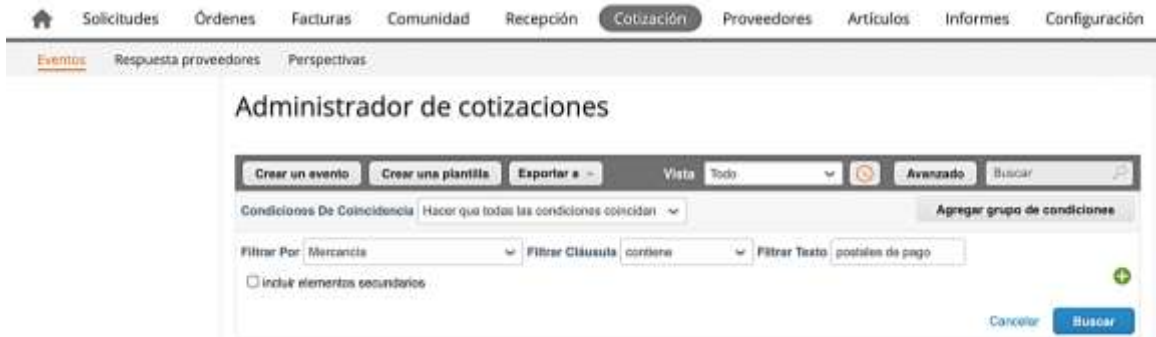 Solicitudes Órdenes Facturas Comunidad Recepción Cotización Proveedores Artículos Informes Configuración
Eventos Respuesta proveedores Perspectivas
Administrador de cotizaciones
Crear un evento Crear una plantilla Exportar a Vista Todo Avanzado Buscar
Condiciones De Coincidencia Hacer que todas las condiciones coincidan Agregar grupo de condiciones
Filtrar Por Mercancía Filtrar Cláusula contiene Filtrar Texto postales de pago
incluir elementos secundarios
Cancelar Buscar